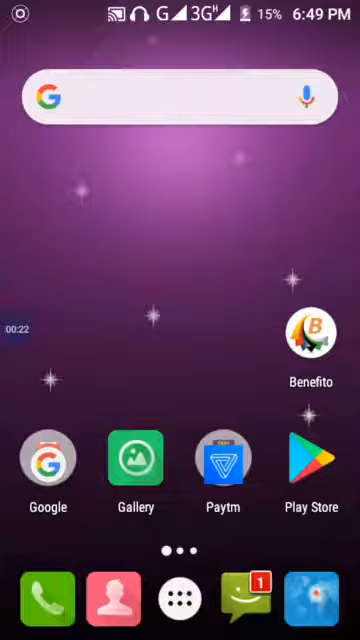 G 3G H 15% 6:49 PM
00:22
B
Benefito
Google Gallery Paytm Play Store
1